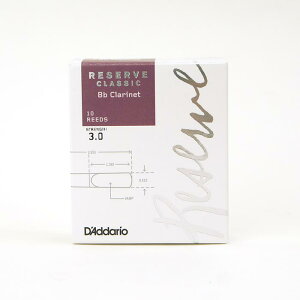 RESERVE
CLASSIC
Bb Clarinet
10
REEDS
STRENGTH:
3.0
D'Addario
Reserve